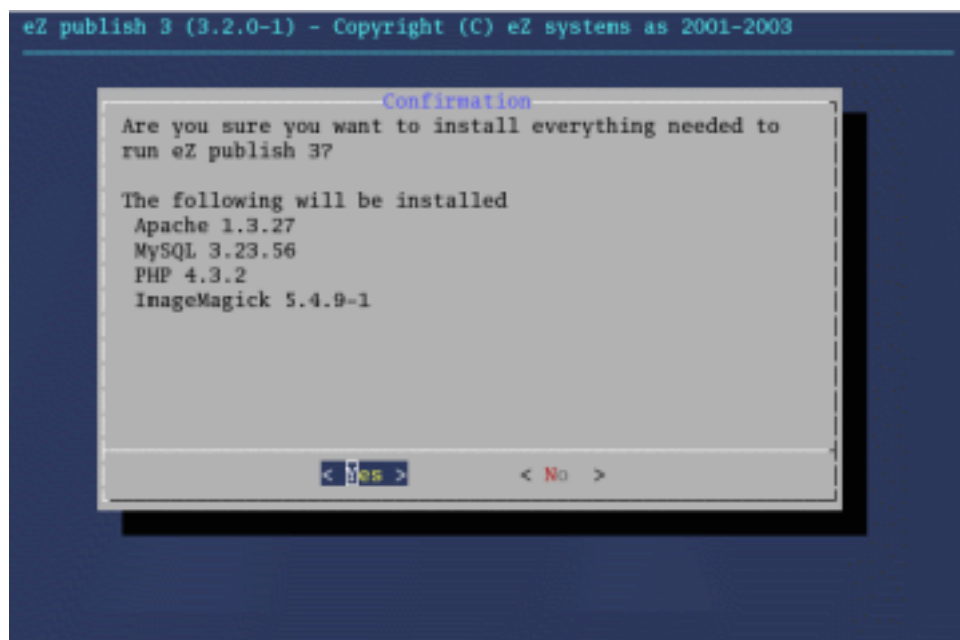 eZ publish 3 (3.2.0-1) - Copyright (C) eZ systems as 2001-2003
Confirmation
Are you sure you want to install everything needed to
run eZ publish 3?
The following will be installed
Apache 1.3.27
MySQL 3.23.56
PHP 4.3.2
ImageMagick 5.4.9-1
< Yes > < No >